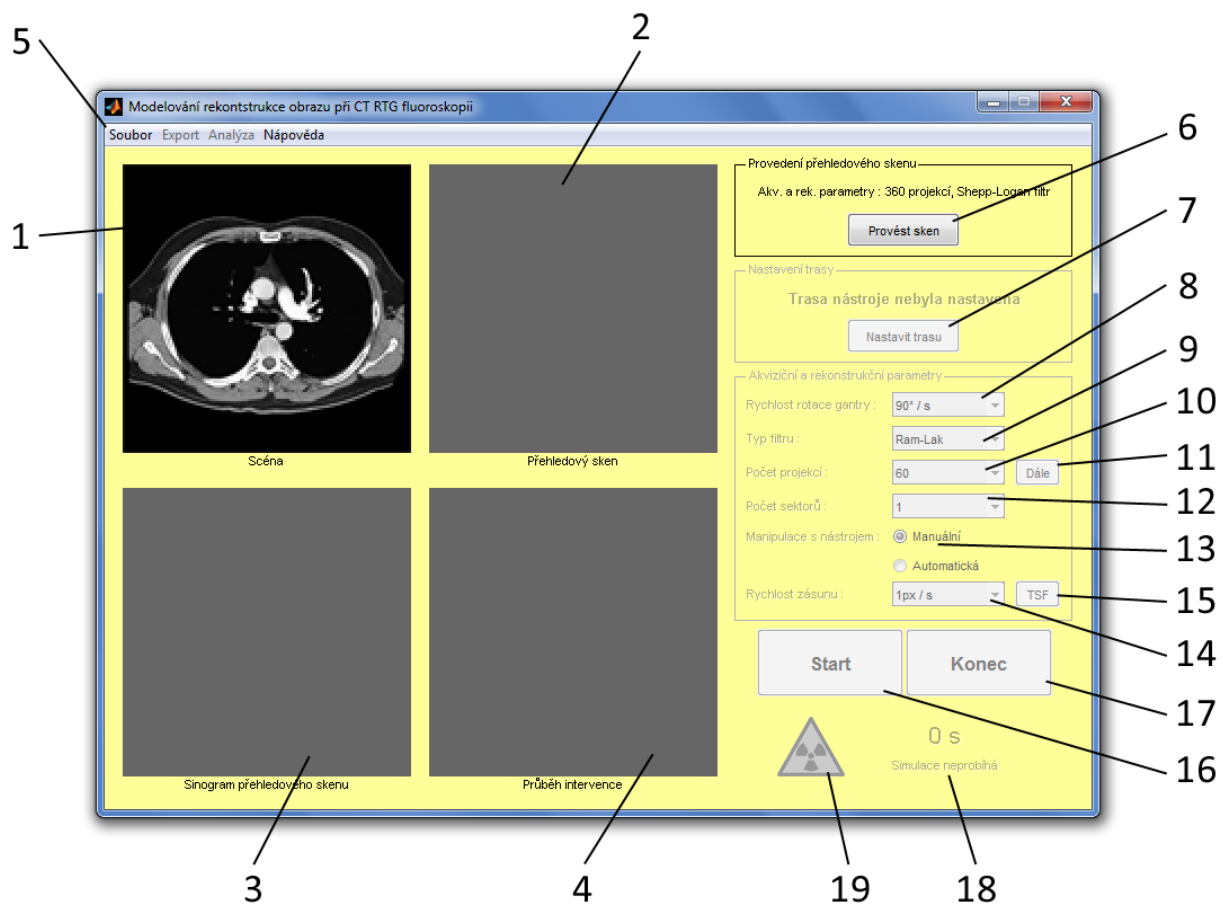 2
5
Modelování rekontstrukce obrazu při CT RTG fluoroskopii
Soubor Export Analýza Nápověda
6
Provedení přehledového skenu
Akv. a rek. parametry : 360 projekcí, Shepp-Logan filtr
Provést sken
7
1
Nastavení trasy
Trasa nástroje nebyla nastavena
Nastavit trasu
8
Akviziční a rekonstrukční parametry
Rychlost rotace gantry : 90° / s
9
Typ filtru : Ram-Lak
10
Scéna
Přehledový sken
Počet projekcí : 60 Dále
11
Počet sektorů : 1
12
Manipulace s nástrojem : Manuální
13
Automatická
Rychlost zásunu : 1px / s TSF
15
14
Start Konec
17
0 s
Simulace neprobíhá
16
Sinogram přehledového skenu
Průběh intervence
3
4
19
18